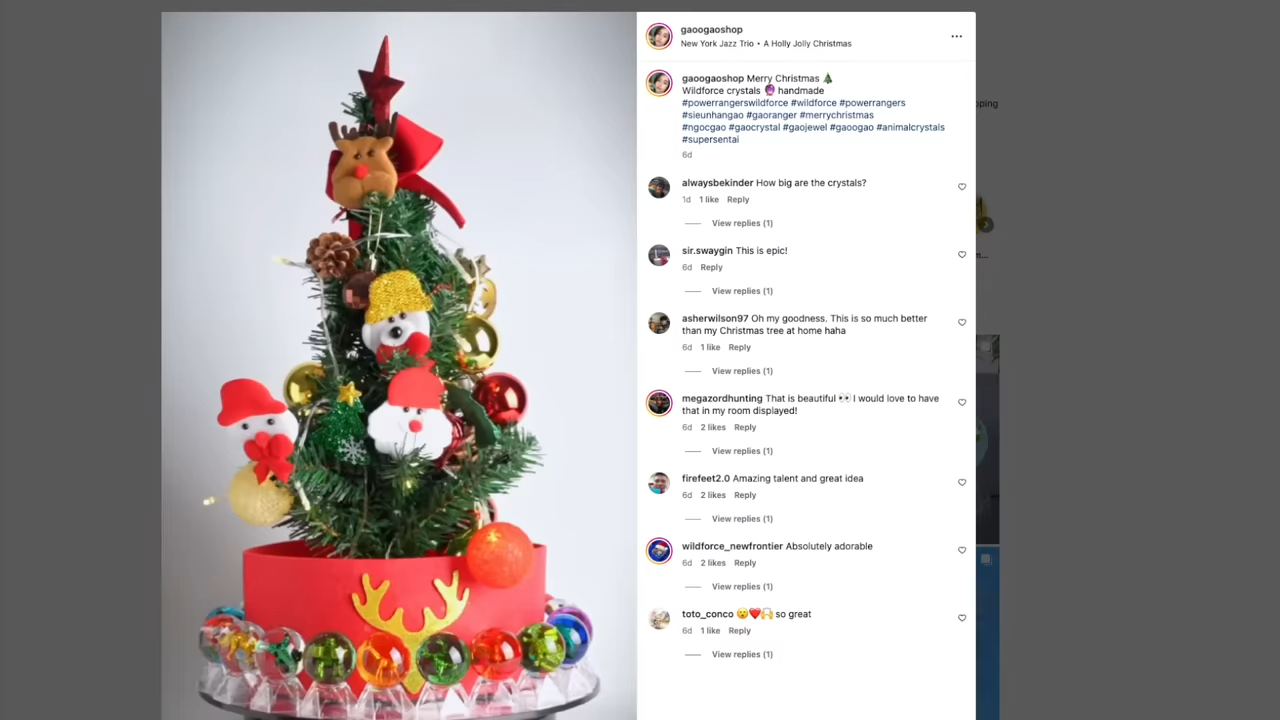 gaoogaoshop
New York Jazz Trio • A Holly Jolly Christmas
gaoogaoshop Merry Christmas 🎄
Wildforce crystals 🔮 handmade
#powerrangerswildforce #wildforce #powerrangers
#sieunhangao #gaoranger #merrychristmas
#ngocgao #gaocrystal #gaojewel #gaoogao #animalcrystals
#supersentai
6d
alwaysbekinder How big are the crystals?
1d 1 like Reply
View replies (1)
sir.swaygin This is epic!
6d Reply
View replies (1)
asherwilson97 Oh my goodness. This is so much better
than my Christmas tree at home haha
6d 1 like Reply
View replies (1)
megazordhunting That is beautiful 👀 I would love to have
that in my room displayed!
6d 2 likes Reply
View replies (1)
firefeet2.0 Amazing talent and great idea
6d 2 likes Reply
View replies (1)
wildforce_newfrontier Absolutely adorable
6d 2 likes Reply
View replies (1)
toto_conco 😮❤️🙌 so great
6d 1 like Reply
View replies (1)